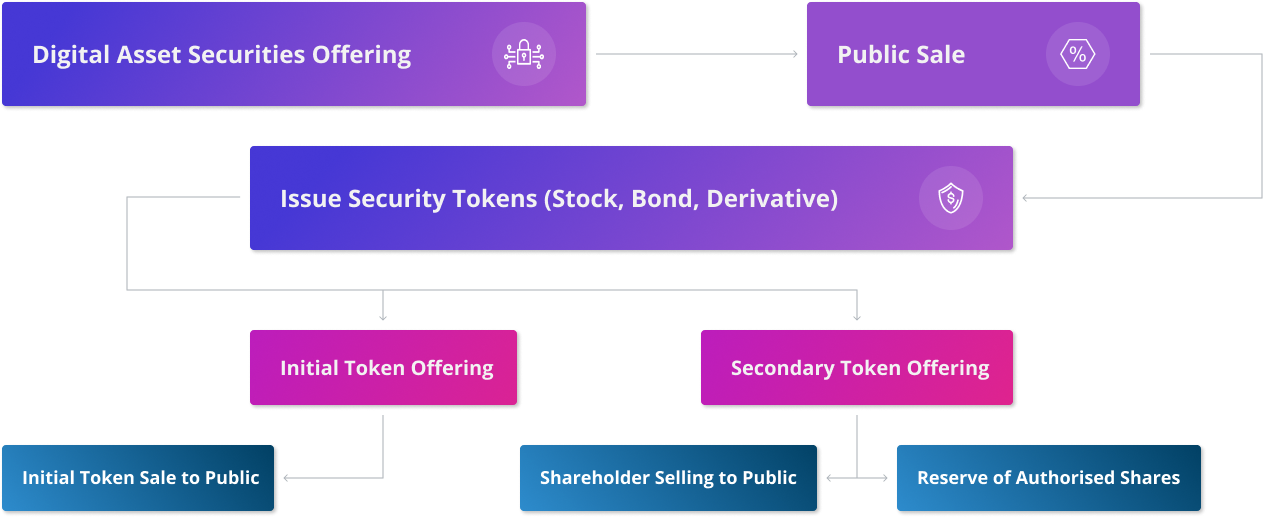 Digital Asset Securities Offering
Public Sale
%
Issue Security Tokens (Stock, Bond, Derivative)
$
Initial Token Offering
Secondary Token Offering
Initial Token Sale to Public
Shareholder Selling to Public
Reserve of Authorised Shares